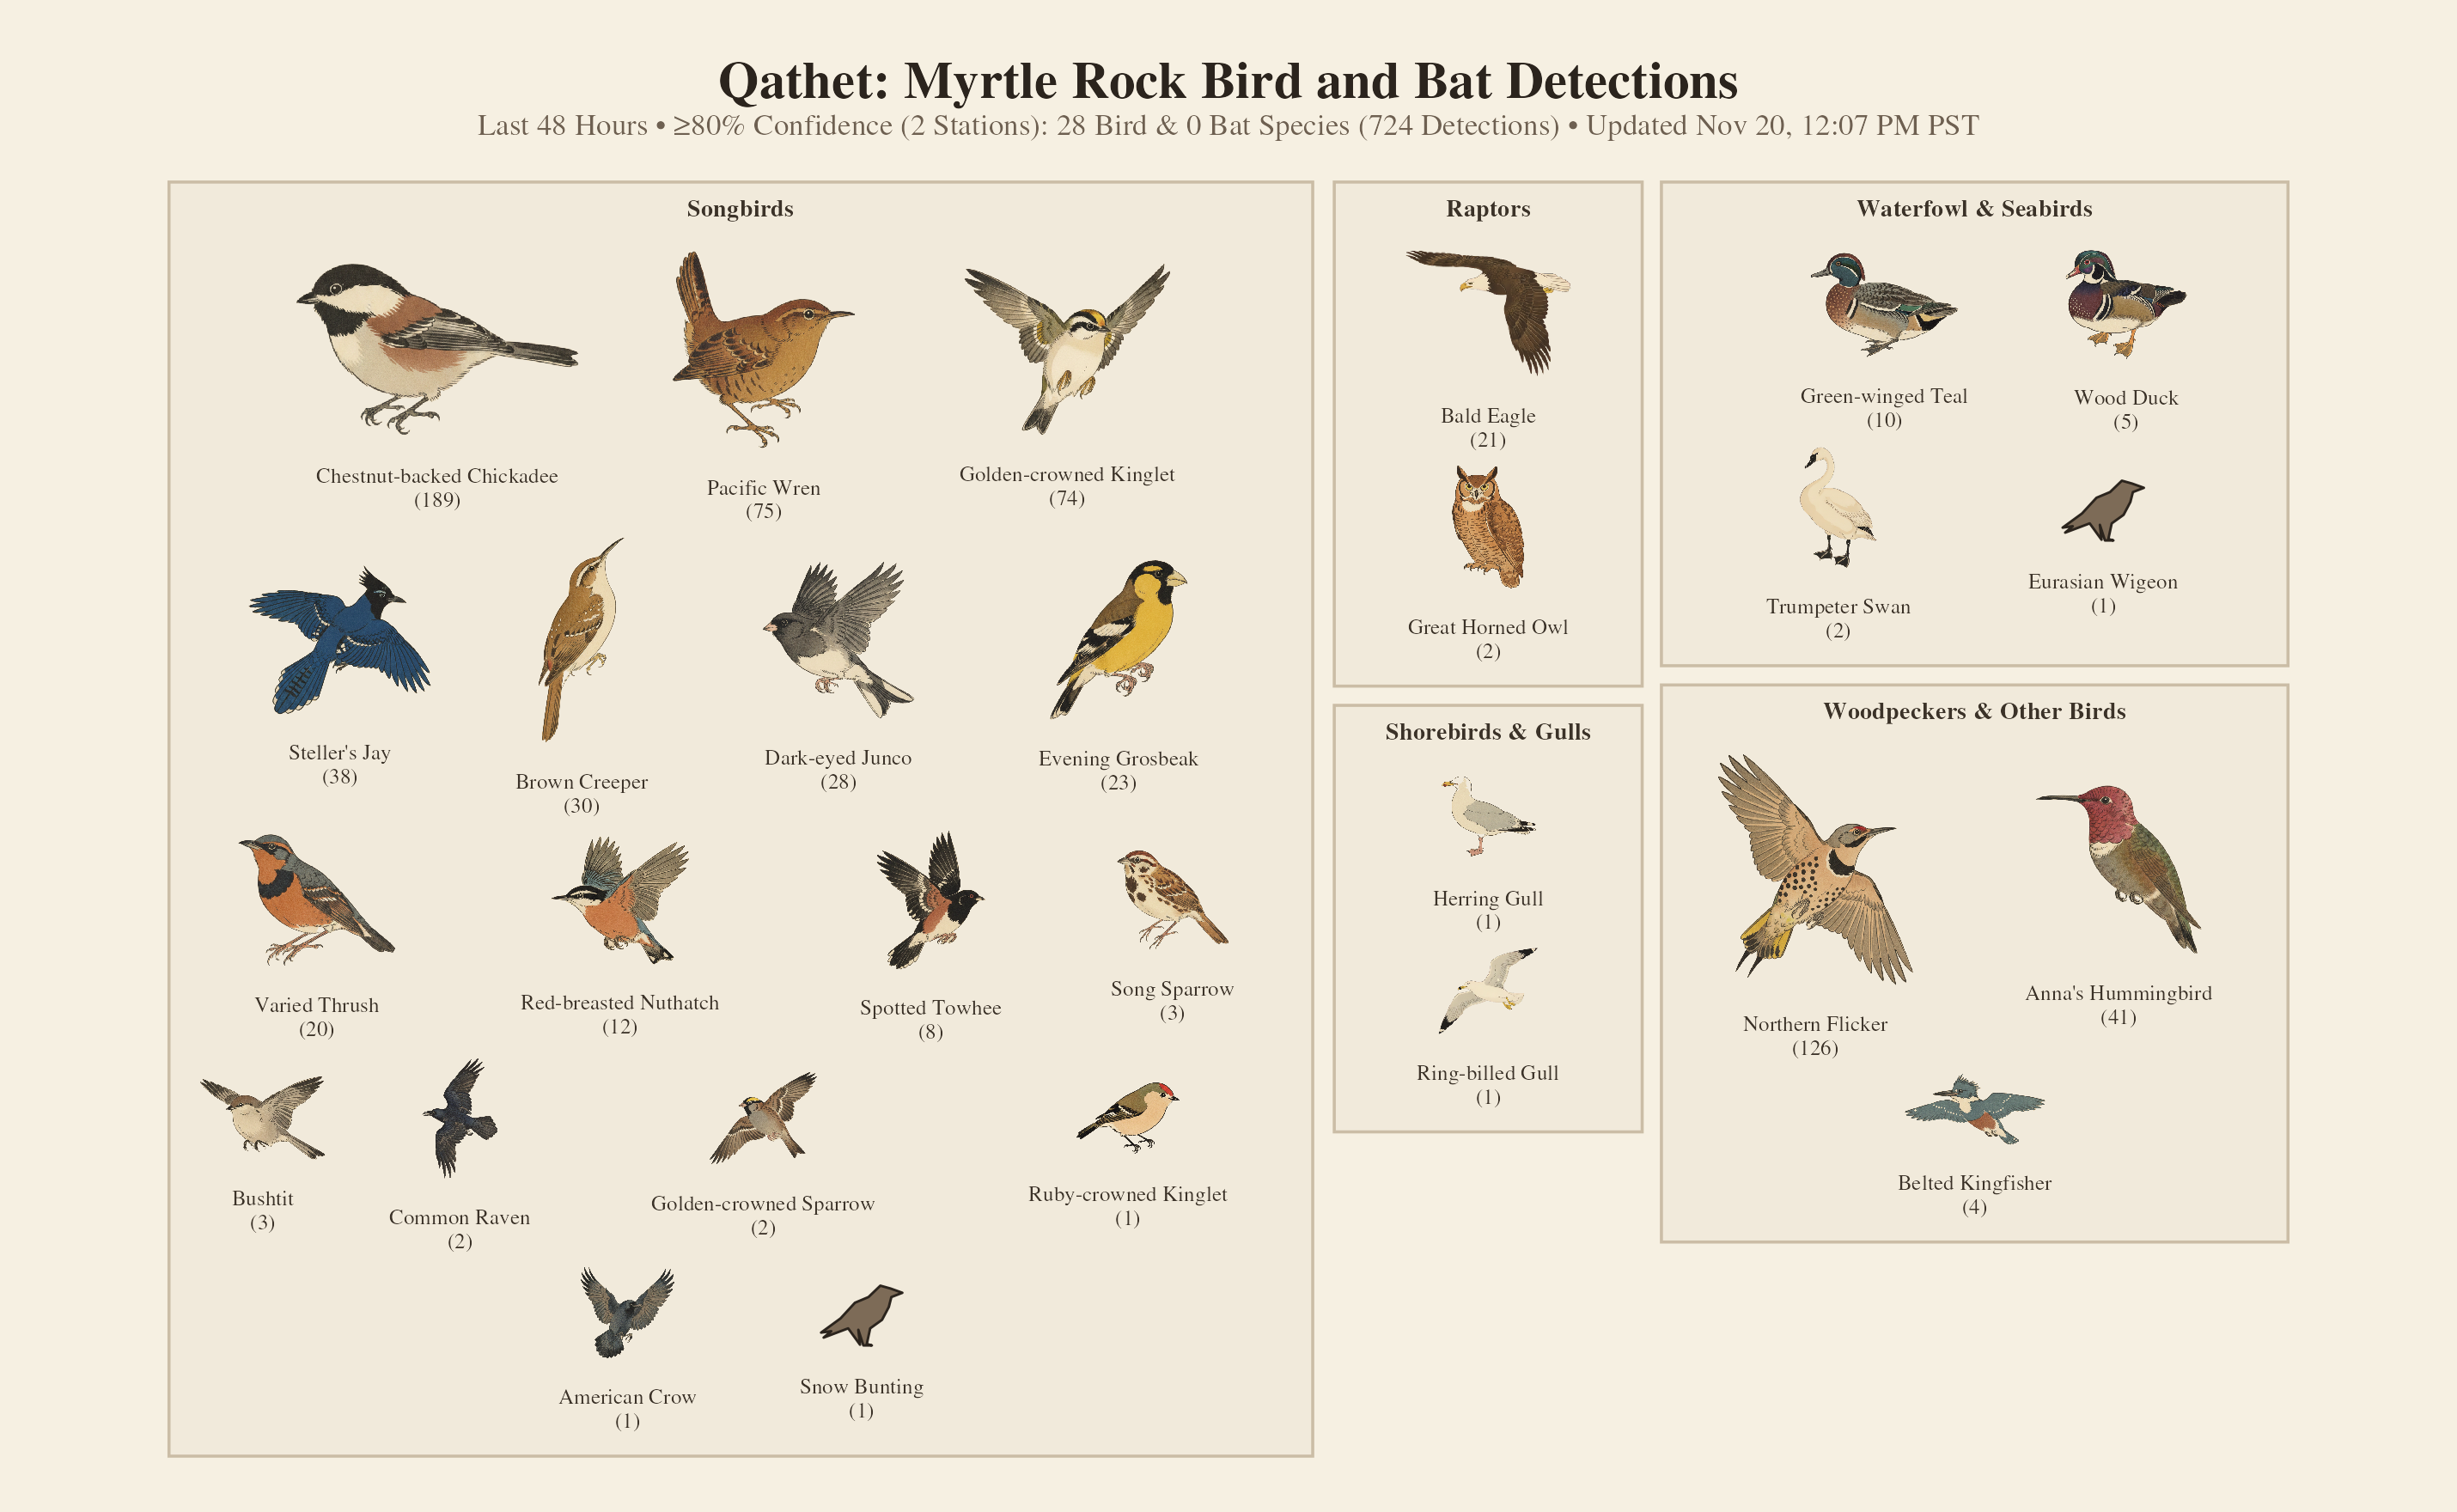 Qathet: Myrtle Rock Bird and Bat Detections
Last 48 Hours • ≥80% Confidence (2 Stations): 28 Bird & 0 Bat Species (724 Detections) • Updated Nov 20, 12:07 PM PST
Songbirds
Chestnut-backed Chickadee
(189)
Pacific Wren
(75)
Golden-crowned Kinglet
(74)
Steller's Jay
(38)
Brown Creeper
(30)
Dark-eyed Junco
(28)
Evening Grosbeak
(23)
Varied Thrush
(20)
Red-breasted Nuthatch
(12)
Spotted Towhee
(8)
Song Sparrow
(3)
Bushtit
(3)
Common Raven
(2)
Golden-crowned Sparrow
(2)
Ruby-crowned Kinglet
(1)
American Crow
(1)
Snow Bunting
(1)
Raptors
Bald Eagle
(21)
Great Horned Owl
(2)
Shorebirds & Gulls
Herring Gull
(1)
Ring-billed Gull
(1)
Waterfowl & Seabirds
Green-winged Teal
(10)
Wood Duck
(5)
Trumpeter Swan
(2)
Eurasian Wigeon
(1)
Woodpeckers & Other Birds
Northern Flicker
(126)
Anna's Hummingbird
(41)
Belted Kingfisher
(4)